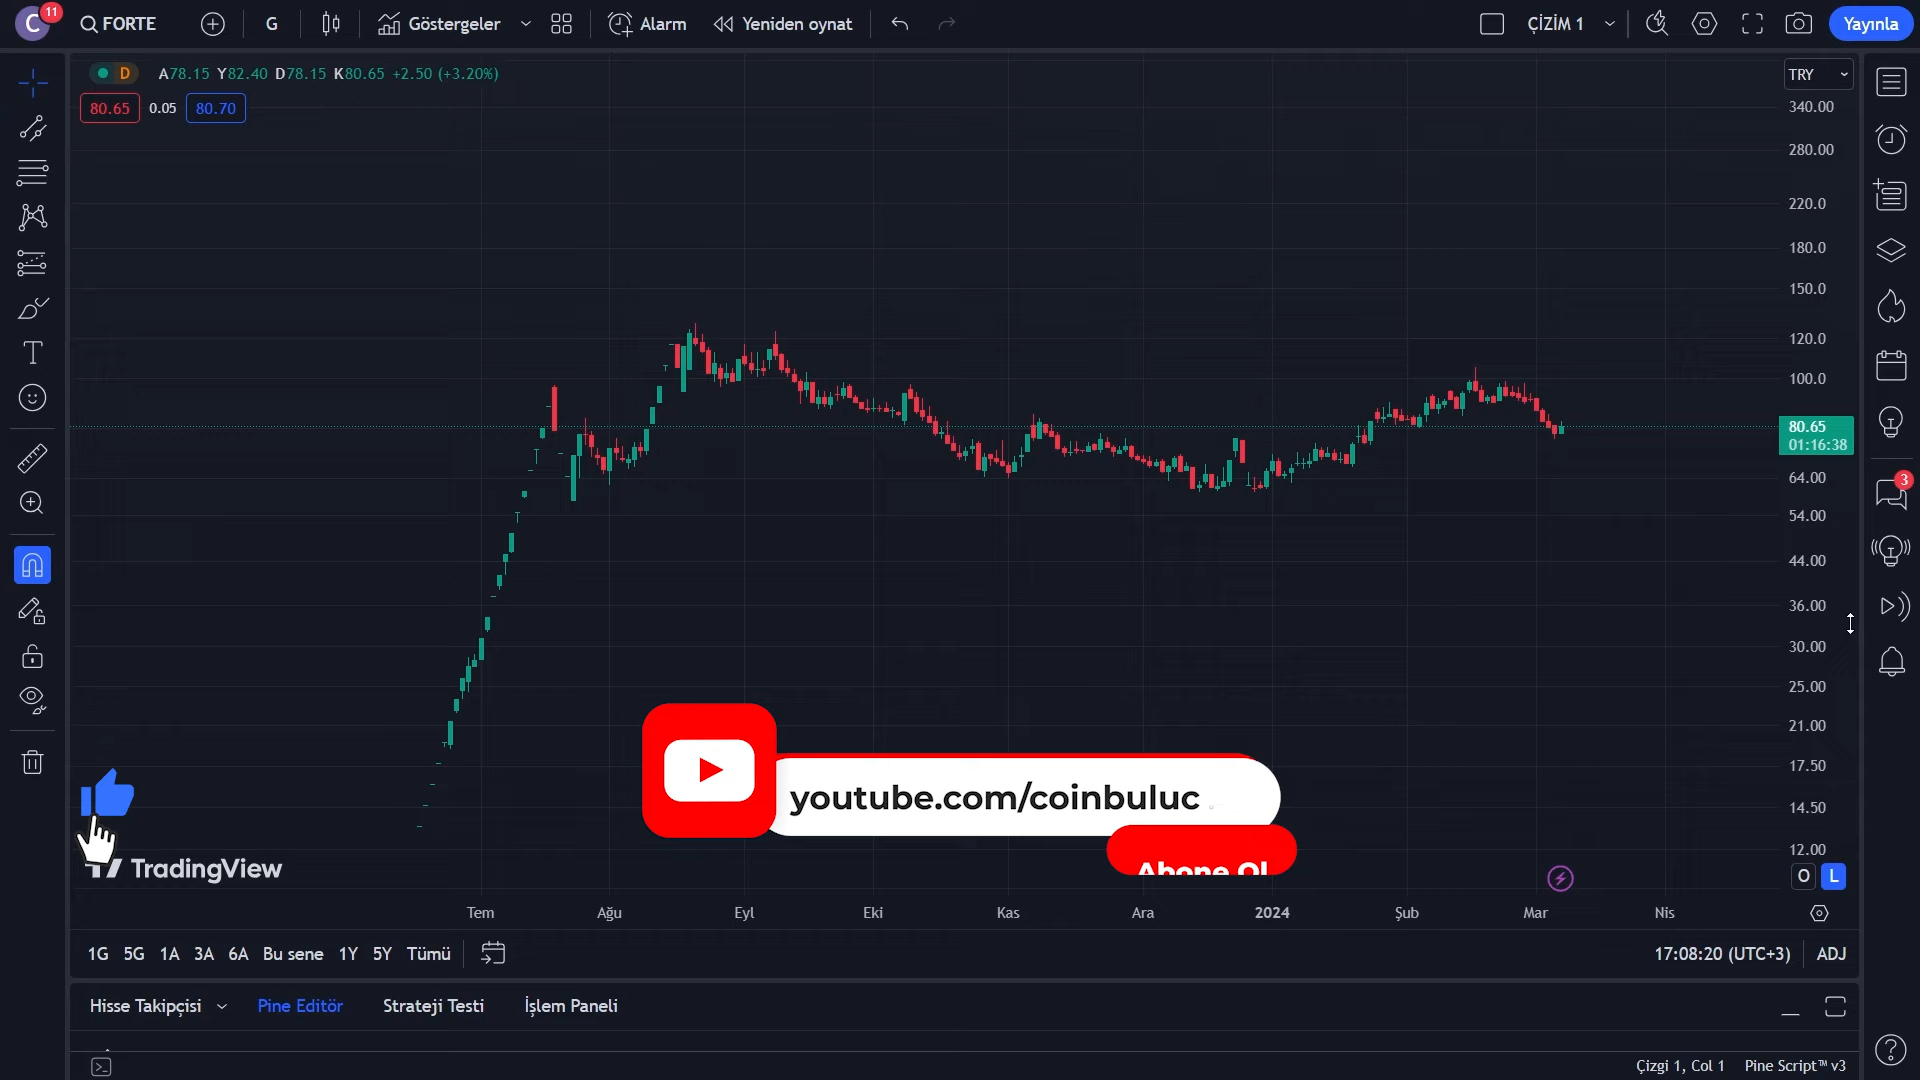 C 11 FORTE G Göstergeler Alarm Yeniden oynat ÇİZİM 1 Yayınla
D A78.15 Y82.40 D78.15 K80.65 +2.50 (+3.20%)
80.65 0.05 80.70
TRY
340.00
280.00
220.0
180.0
150.0
120.0
100.0
80.65
01:16:38
64.00
54.00
44.00
36.00
30.00
25.00
21.00
17.50
14.50
12.00
3
youtube.com/coinbuluc
Abone Ol
TradingView
O L
Tem Ağu Eyl Eki Kas Ara 2024 Şub Mar Nis
1G 5G 1A 3A 6A Bu sene 1Y 5Y Tümü 17:08:20 (UTC+3) ADJ
Hisse Takipçisi Pine Editör Strateji Testi İşlem Paneli
Çizgi 1, Col 1 Pine Script™ v3